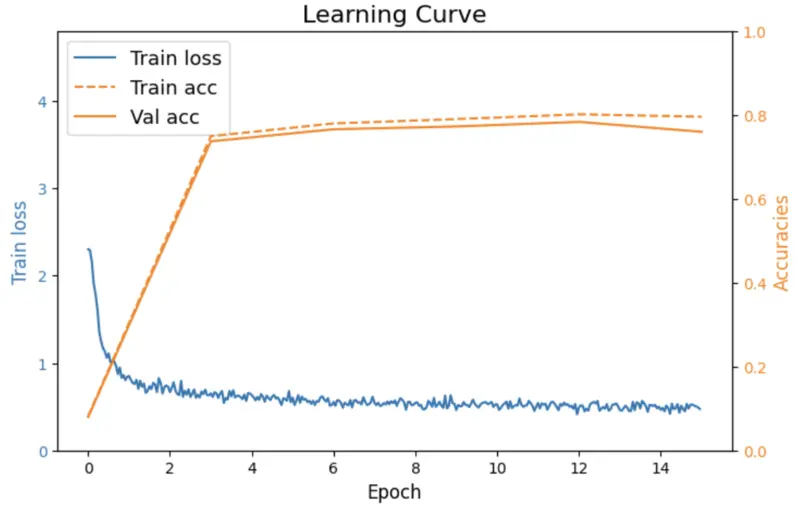 Learning Curve
Train loss
Train acc
Val acc
Train loss
4
3
2
1
0
1.0
0.8
0.6
0.4
0.2
0.0
Accuracies
0 2 4 6 8 10 12 14
Epoch